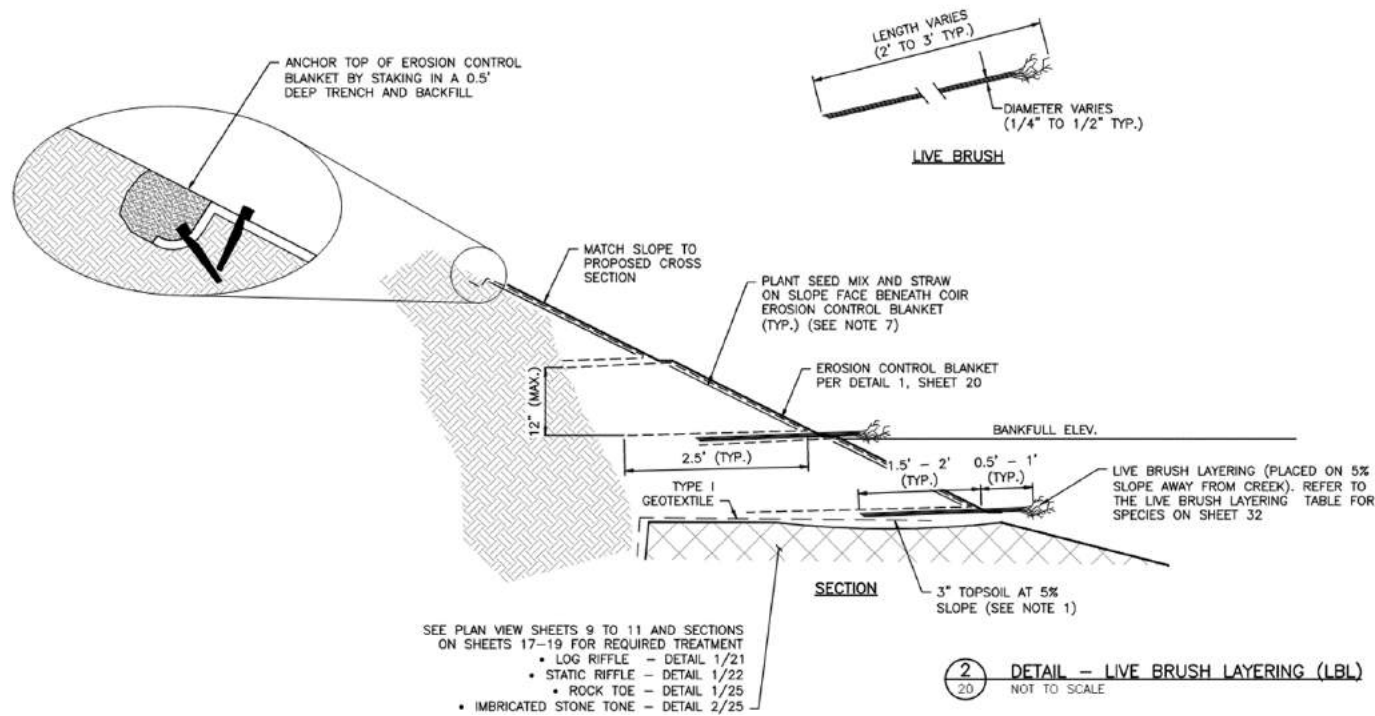 ANCHOR TOP OF EROSION CONTROL
BLANKET BY STAKING IN A 0.5'
DEEP TRENCH AND BACKFILL
LENGTH VARIES
(2' TO 3' TYP.)
DIAMETER VARIES
(1/4" TO 1/2" TYP.)
LIVE BRUSH
MATCH SLOPE TO
PROPOSED CROSS
SECTION
PLANT SEED MIX AND STRAW
ON SLOPE FACE BENEATH COIR
EROSION CONTROL BLANKET
(TYP.) (SEE NOTE 7)
EROSION CONTROL BLANKET
PER DETAIL 1, SHEET 20
12" (MAX.)
BANKFULL ELEV.
2.5' (TYP.)
1.5' - 2'
(TYP.)
0.5' - 1'
(TYP.)
LIVE BRUSH LAYERING (PLACED ON 5%
SLOPE AWAY FROM CREEK). REFER TO
THE LIVE BRUSH LAYERING TABLE FOR
SPECIES ON SHEET 32
TYPE I
GEOTEXTILE
SECTION
3" TOPSOIL AT 5%
SLOPE (SEE NOTE 1)
SEE PLAN VIEW SHEETS 9 TO 11 AND SECTIONS
ON SHEETS 17-19 FOR REQUIRED TREATMENT
• LOG RIFFLE - DETAIL 1/21
• STATIC RIFFLE - DETAIL 1/22
• ROCK TOE - DETAIL 1/25
• IMBRICATED STONE TONE - DETAIL 2/25
2
20
DETAIL - LIVE BRUSH LAYERING (LBL)
NOT TO SCALE